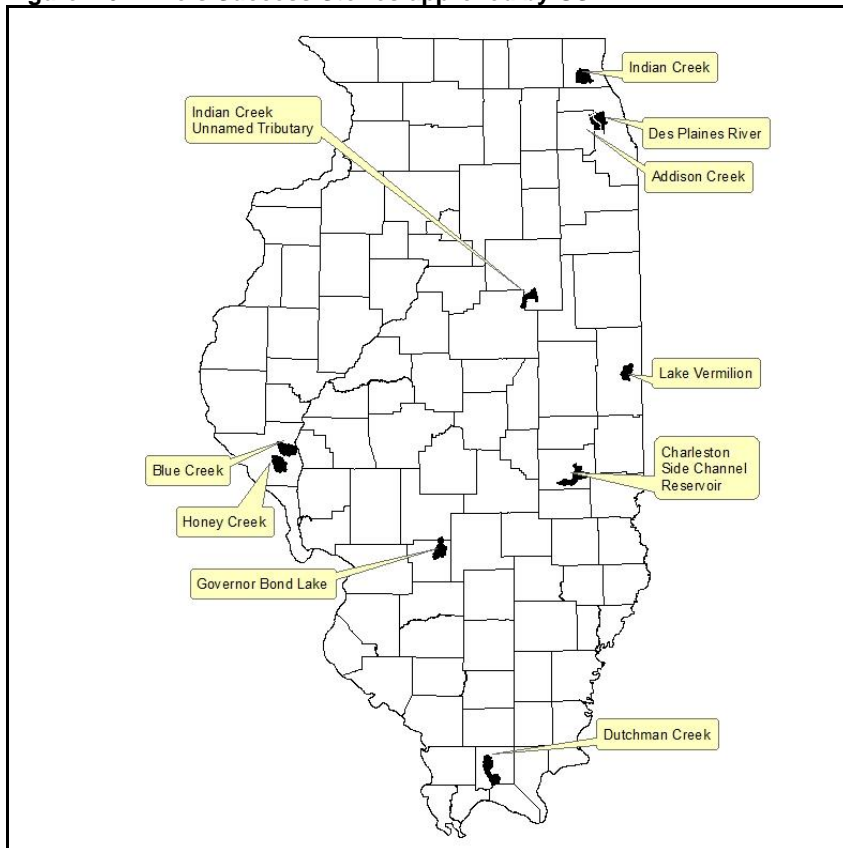 Indian Creek
Indian Creek
Unnamed Tributary
Des Plaines River
Addison Creek
Lake Vermilion
Blue Creek
Charleston
Side Channel
Reservoir
Honey Creek
Governor Bond Lake
Dutchman Creek